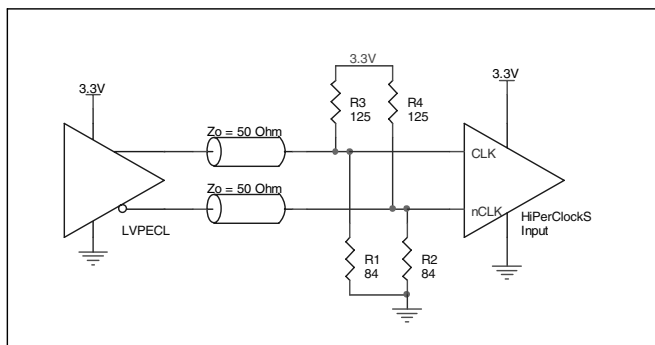 3.3V
3.3V
R3
125
R4
125
3.3V
Zo = 50 Ohm
CLK
Zo = 50 Ohm
nCLK
HiPerClockS
Input
LVPECL
R1
84
R2
84